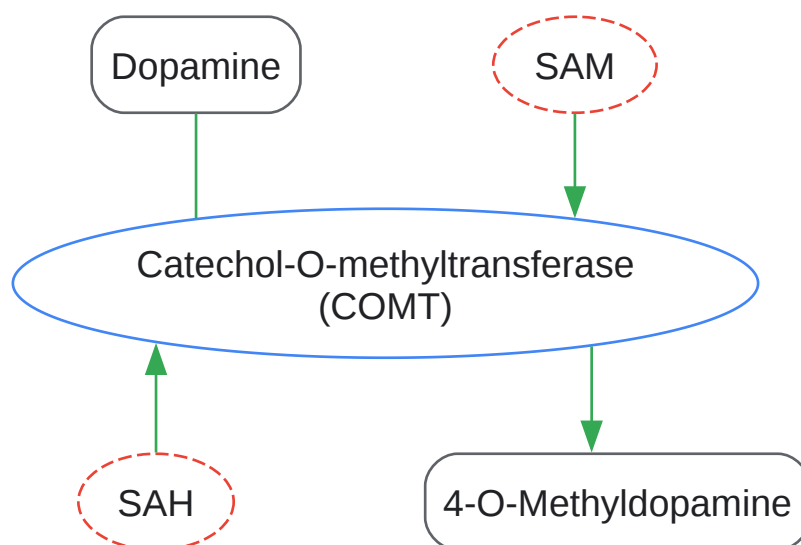 Dopamine
SAM
Catechol-O-methyltransferase
(COMT)
SAH
4-O-Methyldopamine